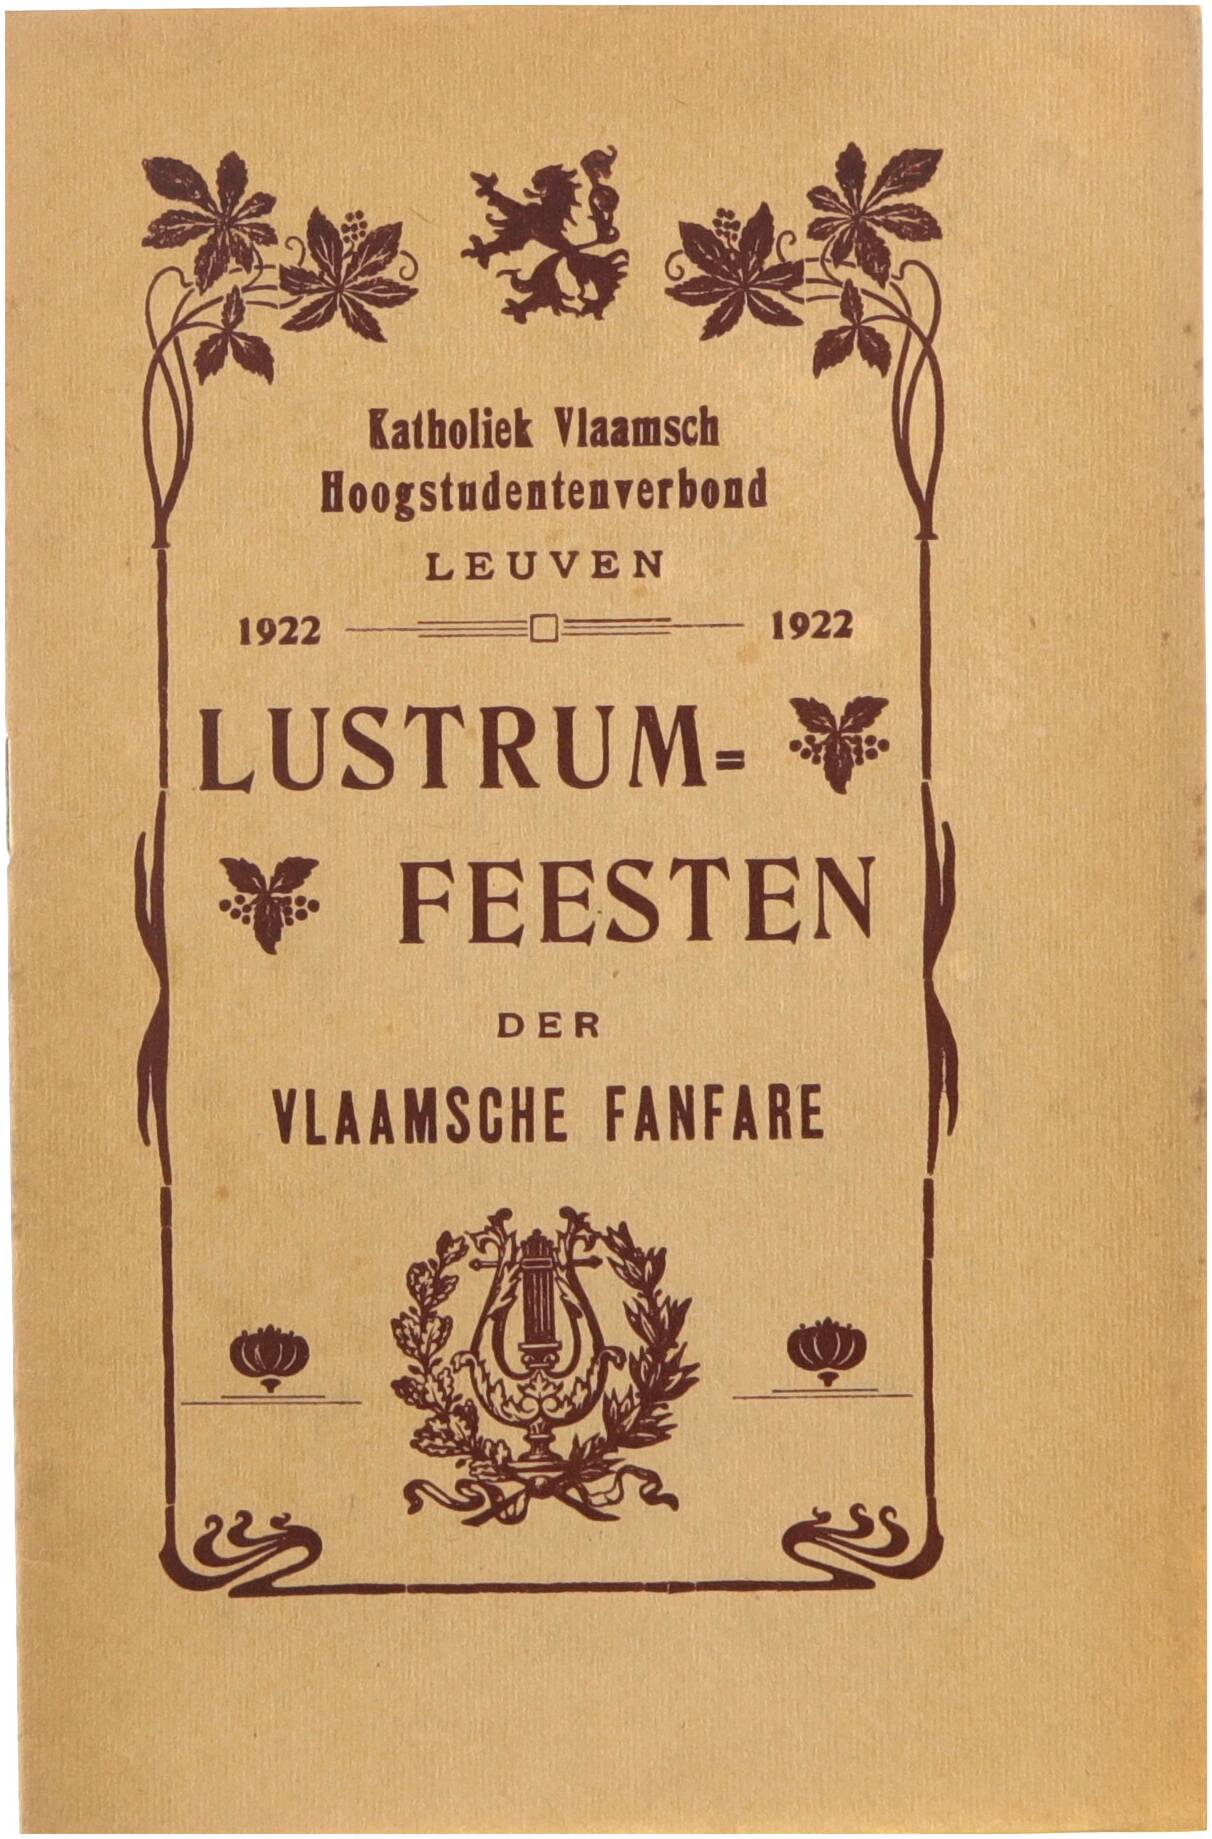 Katholiek Vlaamsch
Hoogstudentenverbond
LEUVEN
1922 1922
LUSTRUM=
FEESTEN
DER
VLAAMSCHE FANFARE